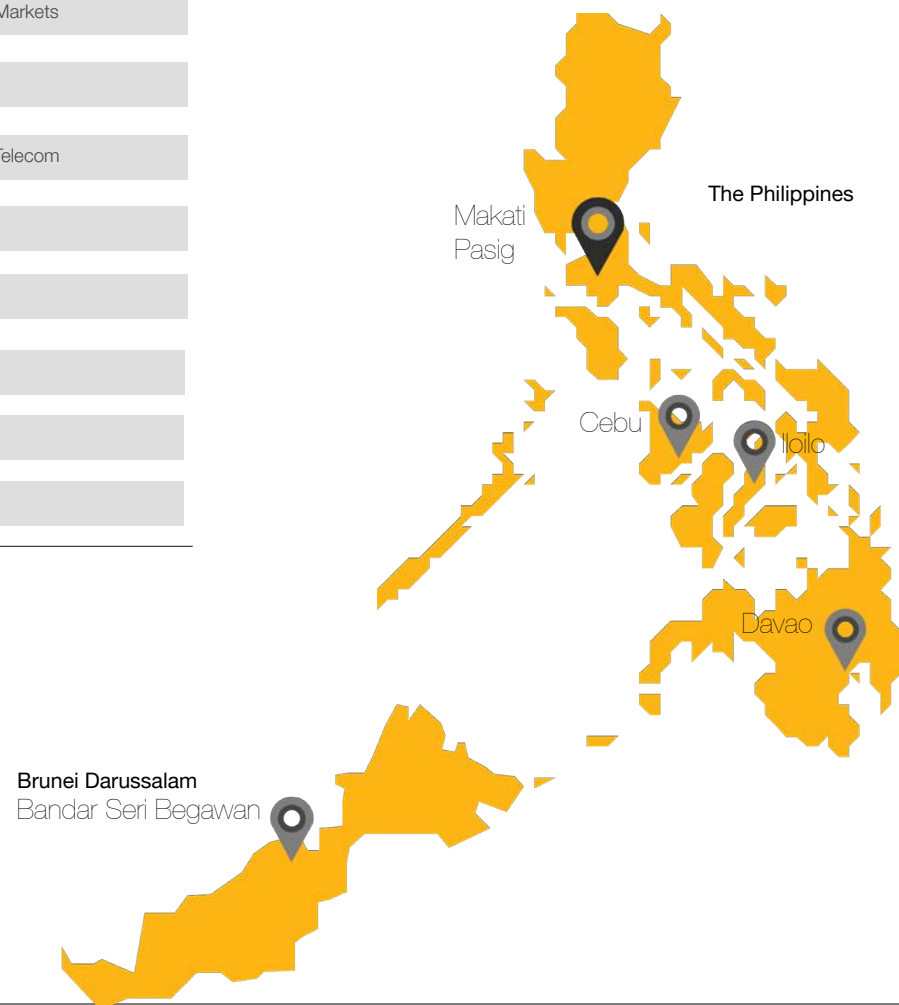 Markets
Telecom
The Philippines
Makati
Pasig
Cebu
Iloilo
Davao
Brunei Darussalam
Bandar Seri Begawan